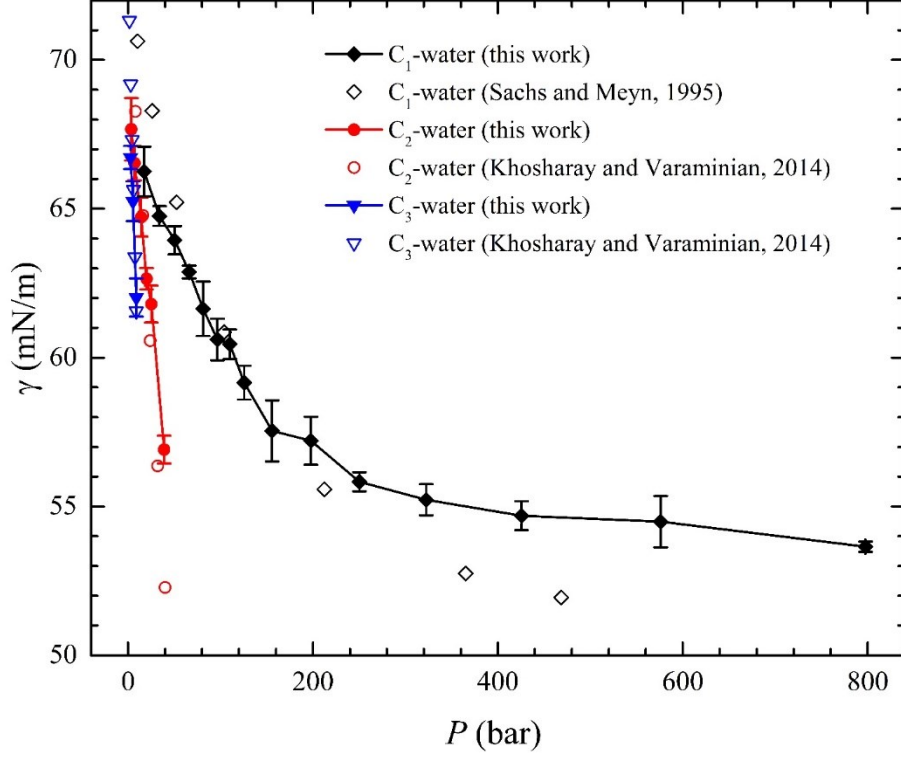 70
65
60
55
50
γ (mN/m)
C₁-water (this work)
C₁-water (Sachs and Meyn, 1995)
C₂-water (this work)
C₂-water (Khosharay and Varaminian, 2014)
C₃-water (this work)
C₃-water (Khosharay and Varaminian, 2014)
0 200 400 600 800
P (bar)